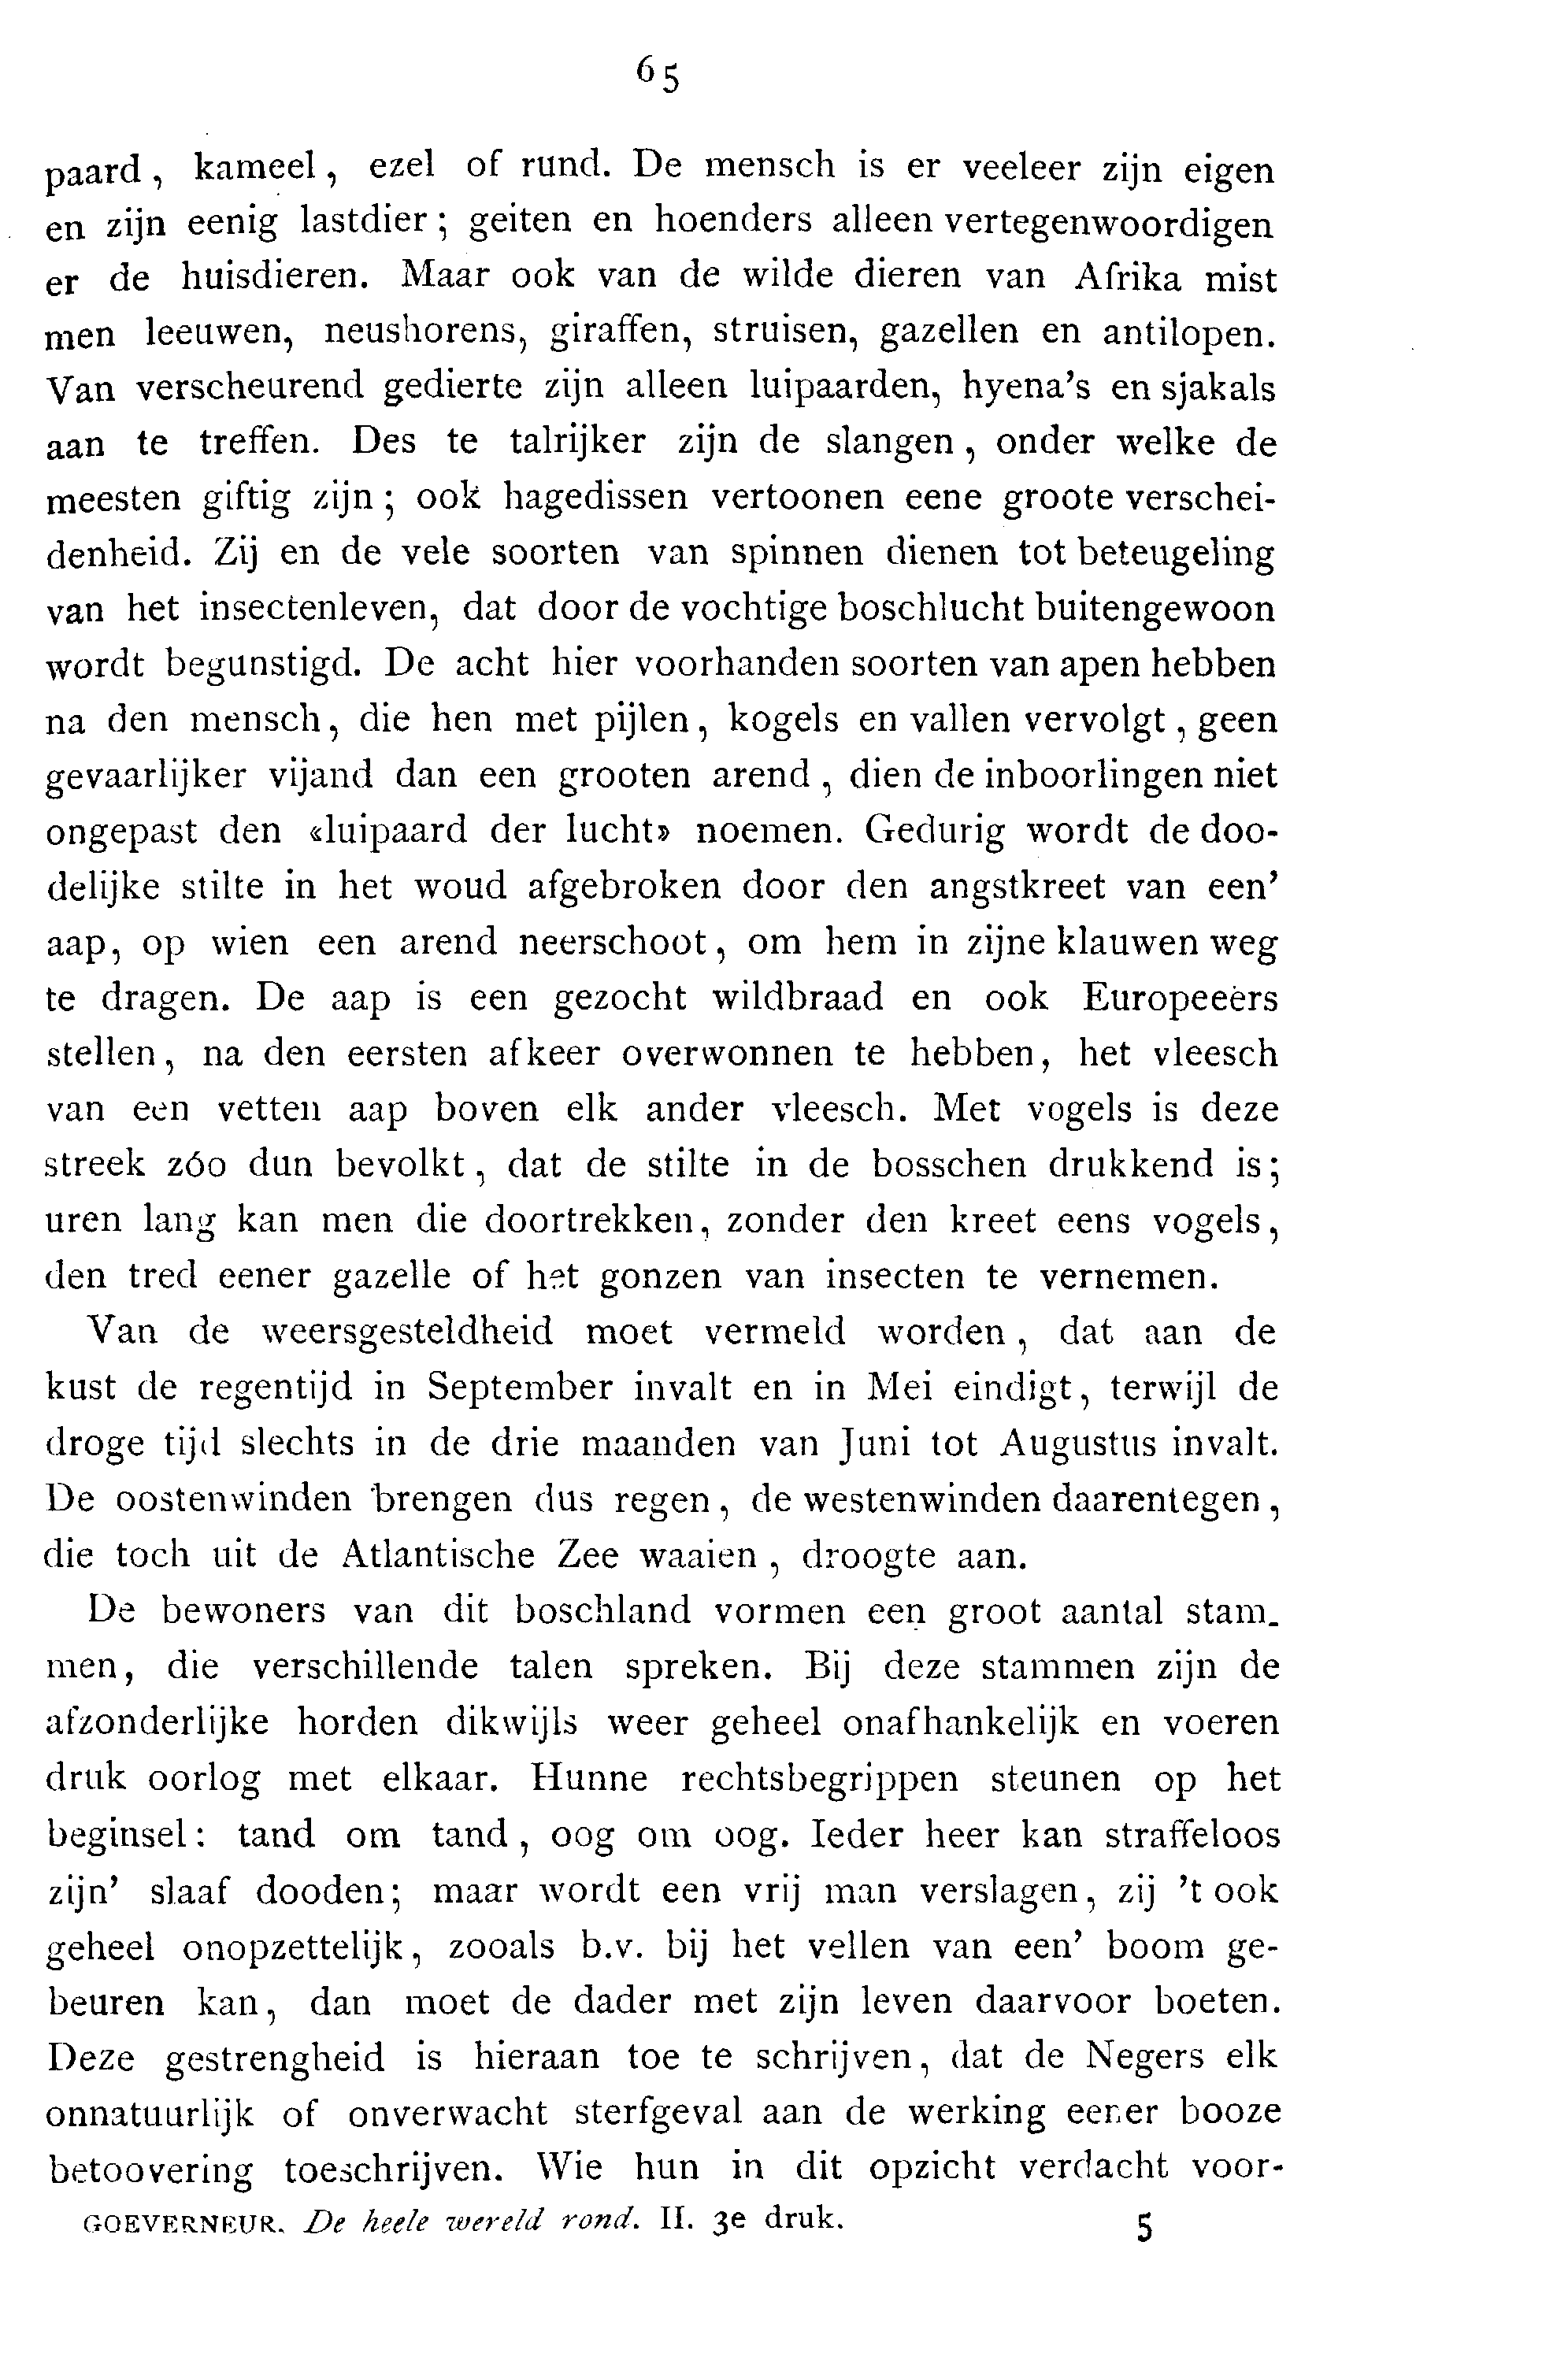 65
paard, kameel, ezel of rund. De mensch is er veeleer zijn eigen
en zijn eenig lastdier; geiten en hoenders alleen vertegenwoordigen
er de huisdieren. Maar ook van de wilde dieren van Afrika mist
men leeuwen, neushorens, giraffen, struisen, gazellen en antilopen.
Van verscheurend gedierte zijn alleen luipaarden, hyena's en sjakals
aan te treffen. Des te talrijker zijn de slangen, onder welke de
meesten giftig zijn; ook hagedissen vertoonen eene groote verschei-
denheid. Zij en de vele soorten van spinnen dienen tot beteugeling
van het insectenleven, dat door de vochtige boschlucht buitengewoon
wordt begunstigd. De acht hier voorhanden soorten van apen hebben
na den mensch, die hen met pijlen, kogels en vallen vervolgt, geen
gevaarlijker vijand dan een grooten arend, dien de inboorlingen niet
ongepast den «luipaard der lucht» noemen. Gedurig wordt de doo-
delijke stilte in het woud afgebroken door den angstkreet van een'
aap, op wien een arend neerschoot, om hem in zijne klauwen weg
te dragen. De aap is een gezocht wildbraad en ook Europeeërs
stellen, na den eersten afkeer overwonnen te hebben, het vleesch
van een vetten aap boven elk ander vleesch. Met vogels is deze
streek zóo dun bevolkt, dat de stilte in de bosschen drukkend is;
uren lang kan men die doortrekken, zonder den kreet eens vogels,
den tred eener gazelle of het gonzen van insecten te vernemen.
Van de weersgesteldheid moet vermeld worden, dat aan de
kust de regentijd in September invalt en in Mei eindigt, terwijl de
droge tijd slechts in de drie maanden van Juni tot Augustus invalt.
De oostenwinden brengen dus regen, de westenwinden daarentegen,
die toch uit de Atlantische Zee waaien, droogte aan.
De bewoners van dit boschland vormen een groot aantal stam-
men, die verschillende talen spreken. Bij deze stammen zijn de
afzonderlijke horden dikwijls weer geheel onafhankelijk en voeren
druk oorlog met elkaar. Hunne rechtsbegrippen steunen op het
beginsel: tand om tand, oog om oog. Ieder heer kan straffeloos
zijn' slaaf dooden; maar wordt een vrij man verslagen, zij 't ook
geheel onopzettelijk, zooals b.v. bij het vellen van een' boom ge-
beuren kan, dan moet de dader met zijn leven daarvoor boeten.
Deze gestrengheid is hieraan toe te schrijven, dat de Negers elk
onnatuurlijk of onverwacht sterfgeval aan de werking eener booze
betoovering toeschrijven. Wie hun in dit opzicht verdacht voor-
GOEVERNEUR. De heele wereld rond. II. 3e druk. 5